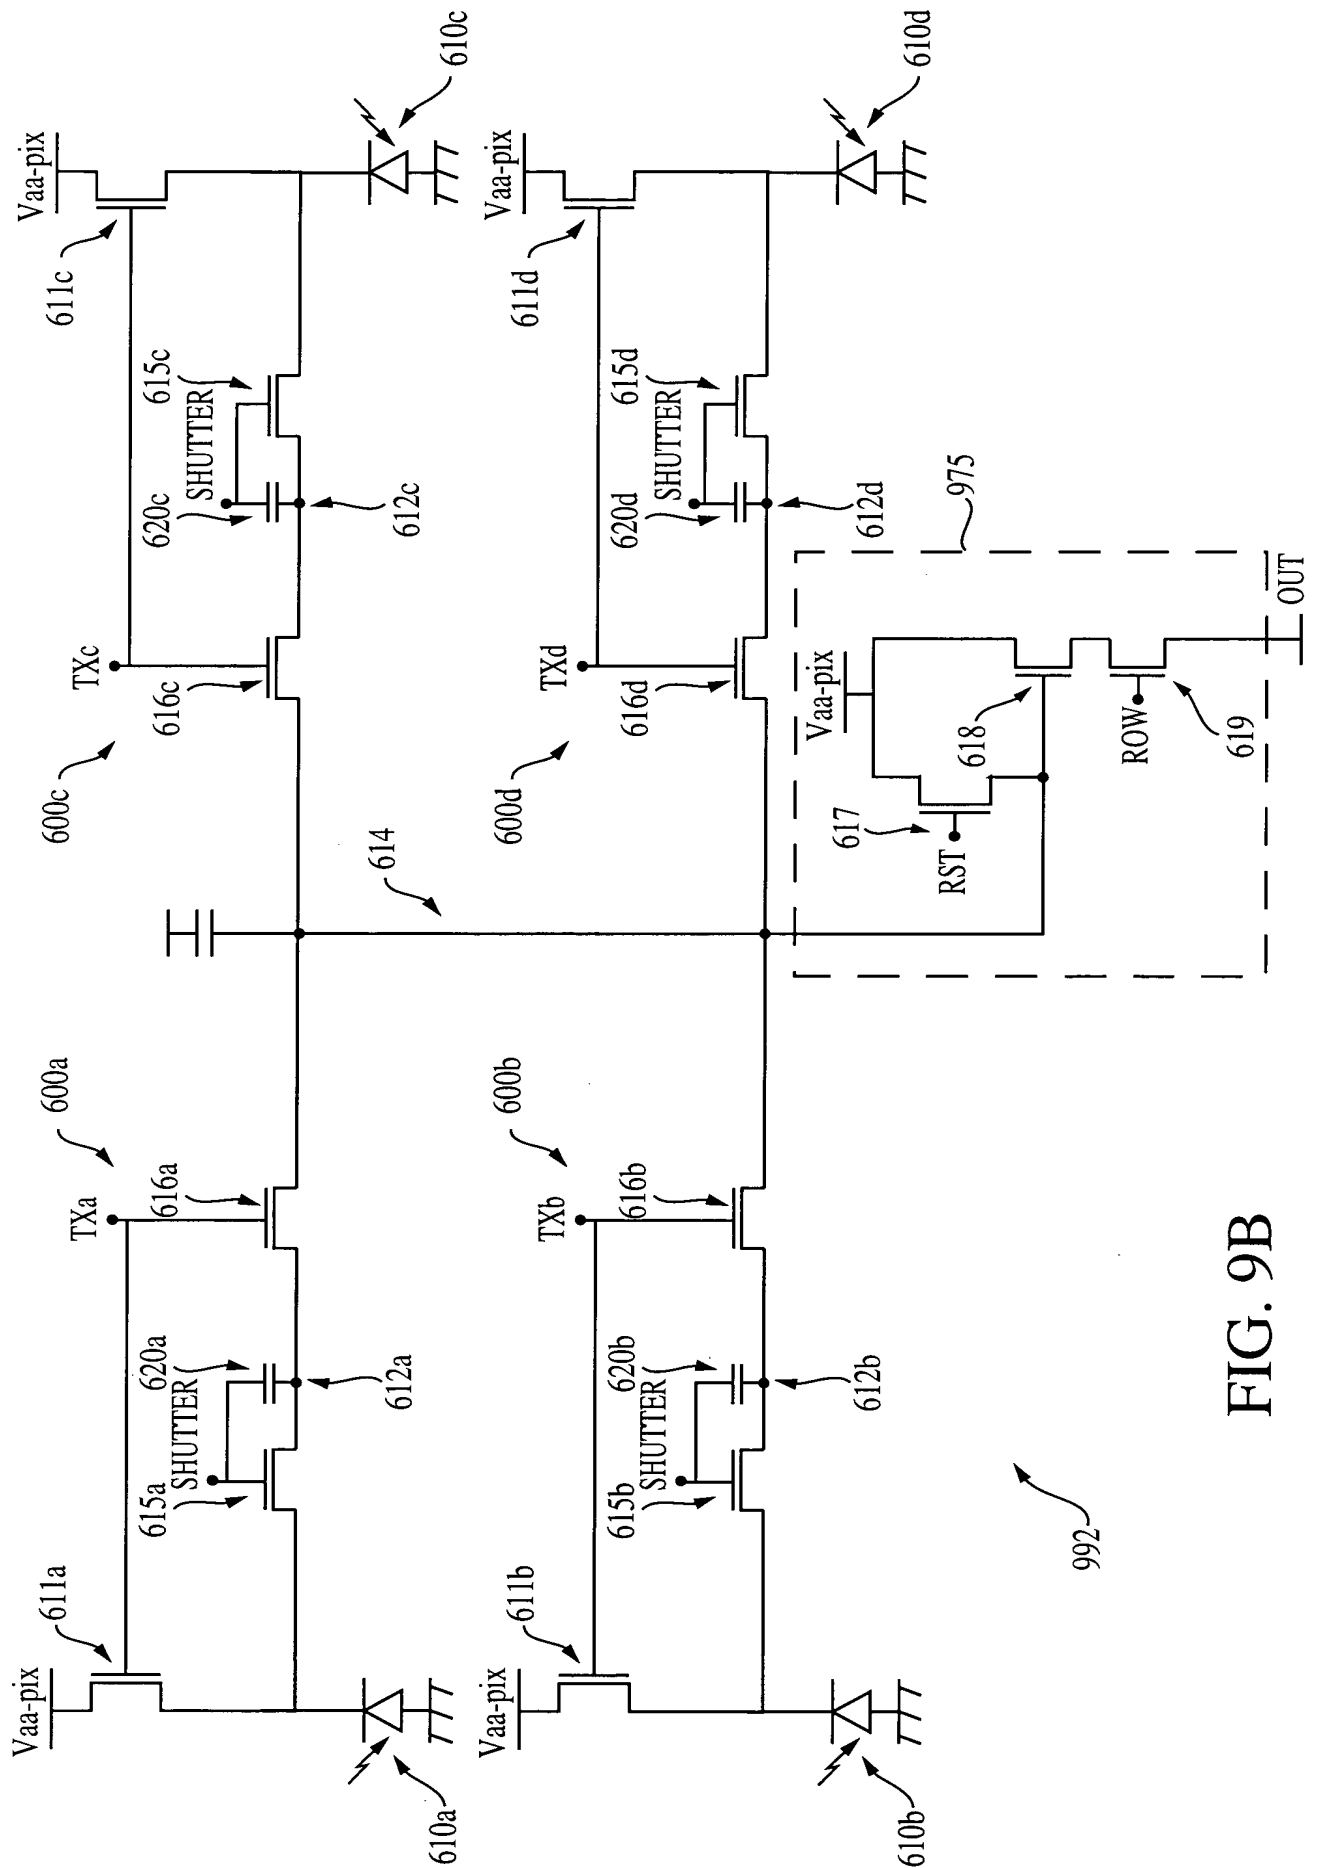 Vaa-pix
611a
TXa
600a
616a
SHUTTER
615a
620a
612a
610a
614
600c
TXc
616c
611c
Vaa-pix
SHUTTER
620c
615c
612c
610c
Vaa-pix
611b
TXb
600b
616b
SHUTTER
615b
620b
612b
610b
600d
TXd
616d
611d
Vaa-pix
SHUTTER
620d
615d
612d
610d
975
Vaa-pix
617
RST
618
ROW
619
OUT
992
FIG. 9B